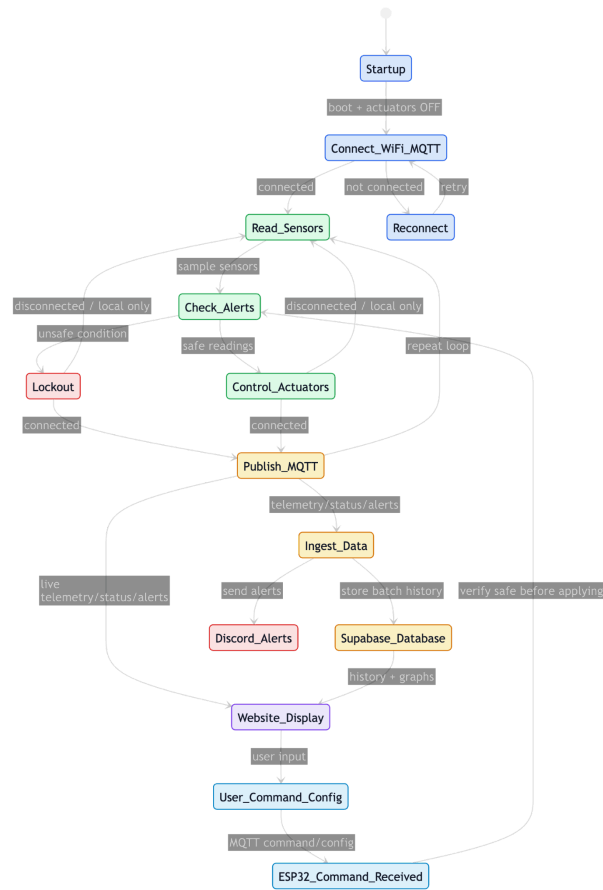 Startup
boot + actuators OFF
Connect_WiFi_MQTT
connected
not connected
retry
Read_Sensors
Reconnect
sample sensors
Check_Alerts
disconnected / local only
disconnected / local only
unsafe condition
safe readings
repeat loop
Lockout
Control_Actuators
connected
connected
Publish_MQTT
telemetry/status/alerts
Ingest_Data
live
telemetry/status/alerts
send alerts
store batch history
verify safe before applying
Discord_Alerts
Supabase_Database
history + graphs
Website_Display
user input
User_Command_Config
MQTT command/config
ESP32_Command_Received